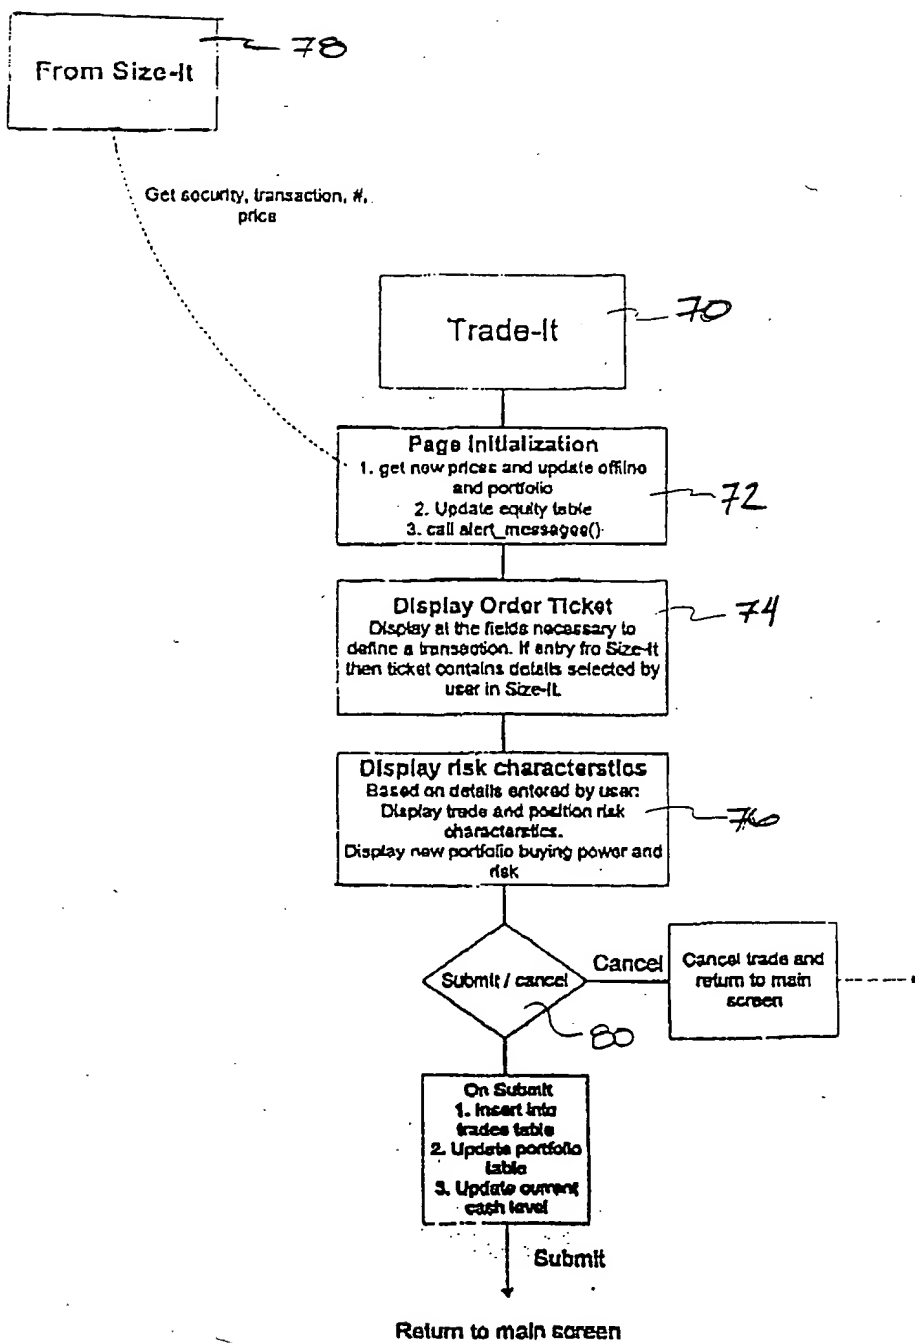 From Size-It
78
Get security, transaction, #,
price
Trade-It
70
Page Initialization
1. get new prices and update offline
and portfolio
2. Update equity table
3. call alert_messages()
72
Display Order Ticket
Display al the fields necessary to
define a transaction. If entry fro Size-It
then ticket contains details selected by
user in Size-It.
74
Display risk characterstics
Based on details entered by user:
Display trade and position risk
characterstics.
Display new portfolio buying power and
risk
76
Submit / cancel
Cancel
80
Cancel trade and
return to main
screen
On Submit
1. Insert into
trades table
2. Update portfolio
table
3. Update current
cash level
Submit
Return to main screen